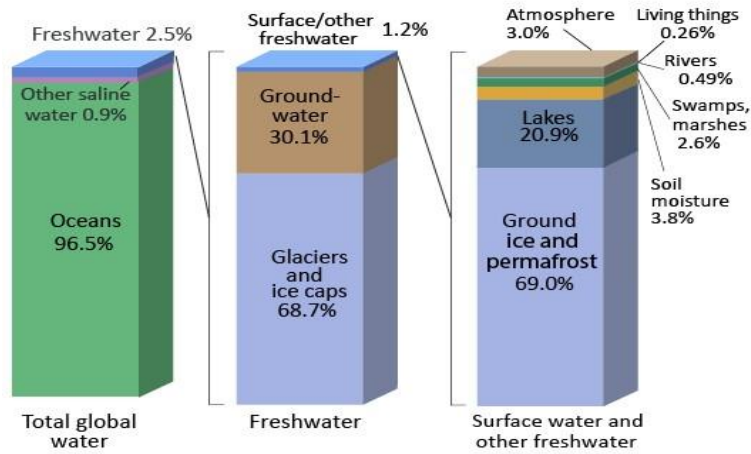 Freshwater 2.5%
Other saline
water 0.9%
Oceans
96.5%
Total global
water
Surface/other
freshwater 1.2%
Ground-
water
30.1%
Glaciers
and
ice caps
68.7%
Freshwater
Atmosphere
3.0%
Living things
0.26%
Rivers
0.49%
Swamps,
marshes
2.6%
Soil
moisture
3.8%
Lakes
20.9%
Ground
ice and
permafrost
69.0%
Surface water and
other freshwater